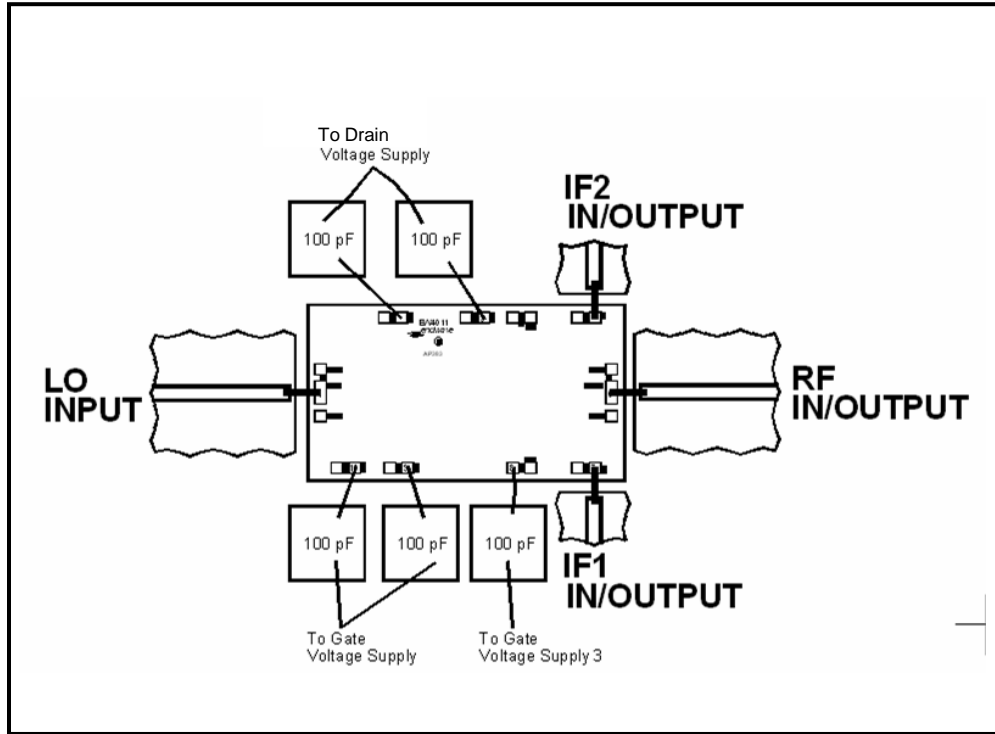 To Drain
Voltage Supply
IF2
IN/OUTPUT
100 pF
100 pF
LO
INPUT
RF
IN/OUTPUT
100 pF
100 pF
100 pF
IF1
IN/OUTPUT
To Gate
Voltage Supply
To Gate
Voltage Supply 3